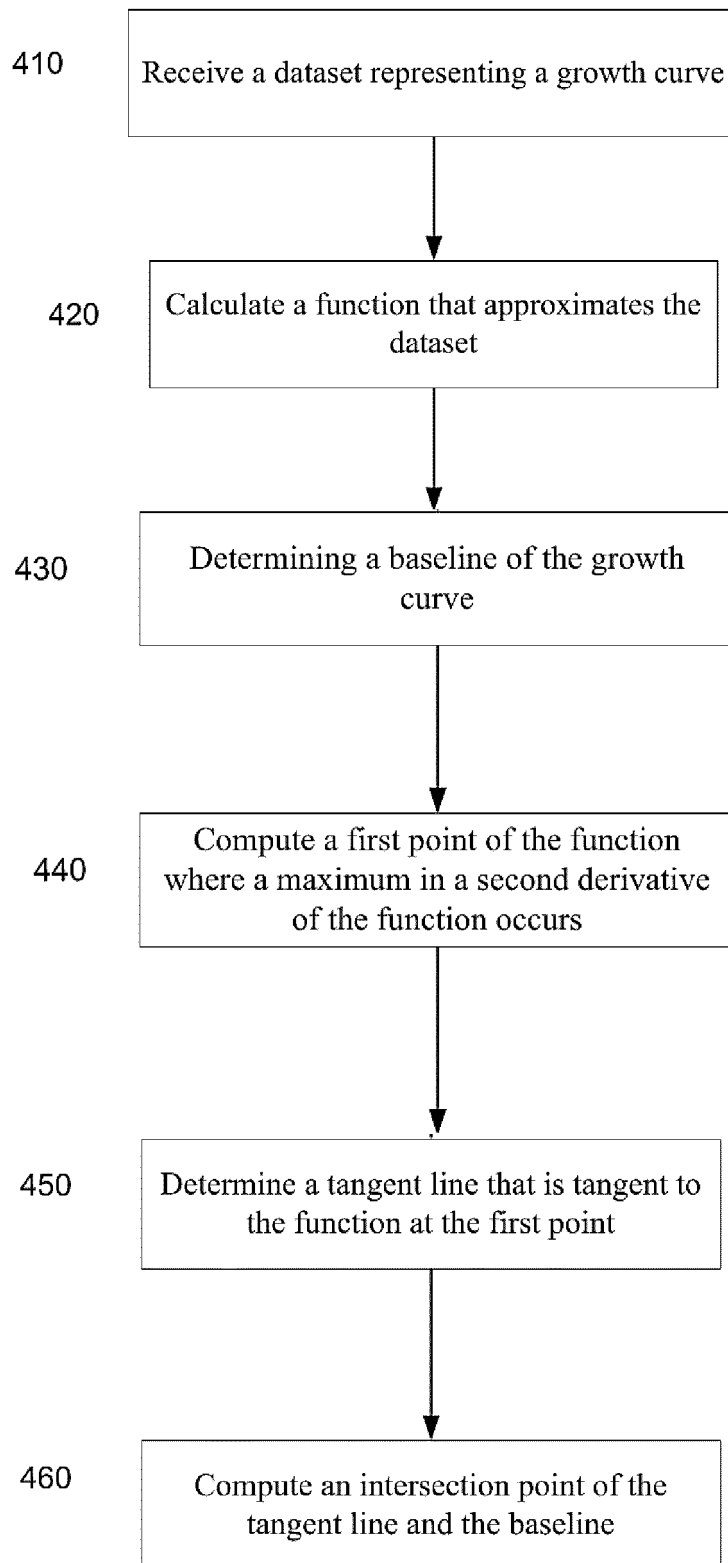 410
Receive a dataset representing a growth curve
420
Calculate a function that approximates the
dataset
430
Determining a baseline of the growth
curve
440
Compute a first point of the function
where a maximum in a second derivative
of the function occurs
450
Determine a tangent line that is tangent to
the function at the first point
460
Compute an intersection point of the
tangent line and the baseline